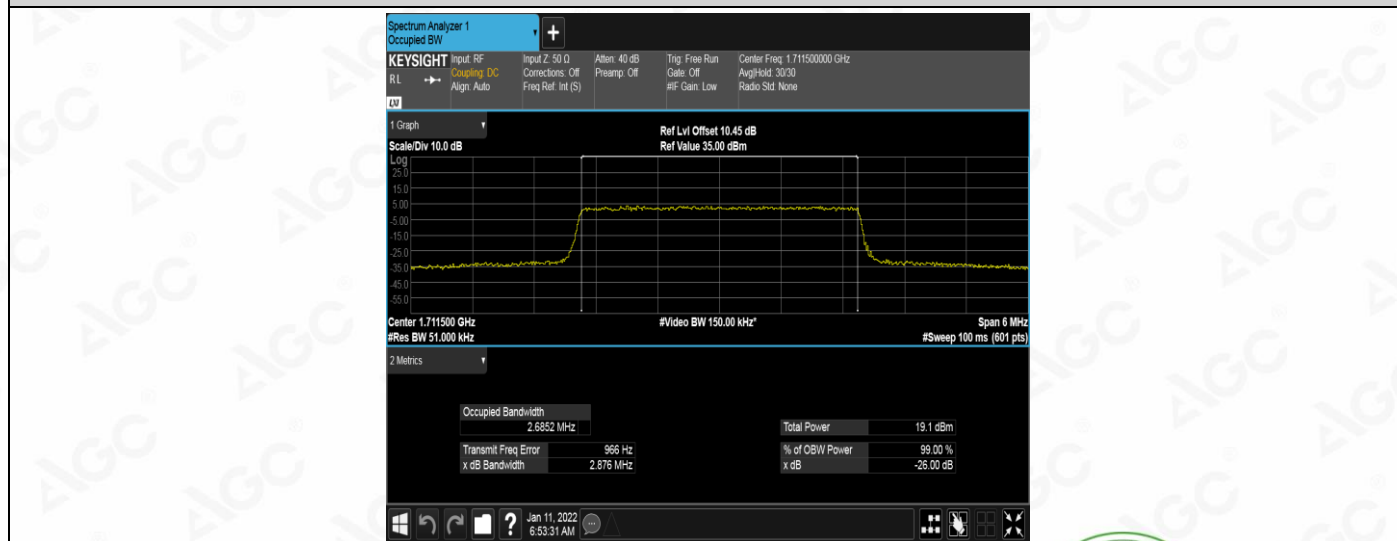 Spectrum Analyzer 1
Occupied BW
+
KEYSIGHT
RL
LXI
Input: RF
Coupling: DC
Align: Auto
Input Z: 50 Ω
Corrections: Off
Freq Ref: Int (S)
Atten: 40 dB
Preamp: Off
Trig: Free Run
Gate: Off
#IF Gain: Low
Center Freq: 1.711500000 GHz
Avg|Hold: 30/30
Radio Std: None
1 Graph
Scale/Div 10.0 dB
Ref Lvl Offset 10.45 dB
Ref Value 35.00 dBm
Log
25.0
15.0
5.00
-5.00
-15.0
-25.0
-35.0
-45.0
-55.0
Center 1.711500 GHz
#Video BW 150.00 kHz*
Span 6 MHz
#Res BW 51.000 kHz
#Sweep 100 ms (601 pts)
2 Metrics
Occupied Bandwidth
2.6852 MHz
Total Power 19.1 dBm
Transmit Freq Error 966 Hz
% of OBW Power 99.00 %
x dB Bandwidth 2.876 MHz
x dB -26.00 dB
?
Jan 11, 2022
6:53:31 AM
AGC